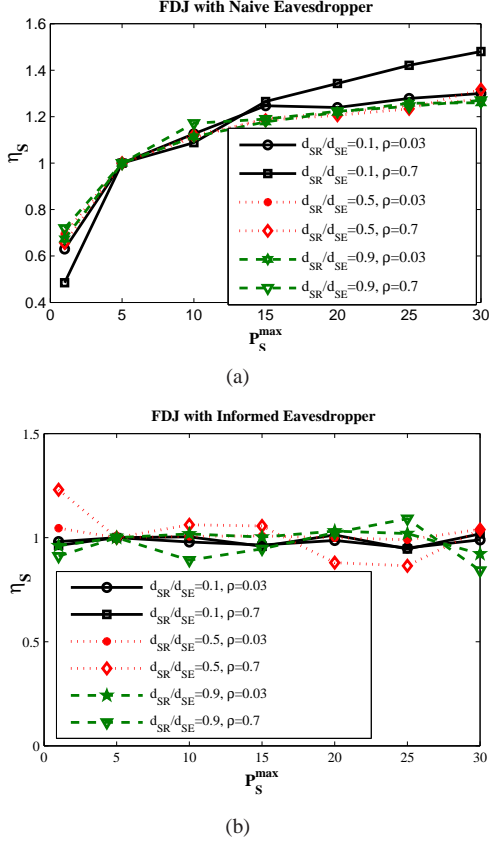 FDJ with Naive Eavesdropper
1.6
1.4
1.2
1
0.8
0.6
0.4
η_S
0 5 10 15 20 25 30
P_S^max
d_SR/d_SE=0.1, ρ=0.03
d_SR/d_SE=0.1, ρ=0.7
d_SR/d_SE=0.5, ρ=0.03
d_SR/d_SE=0.5, ρ=0.7
d_SR/d_SE=0.9, ρ=0.03
d_SR/d_SE=0.9, ρ=0.7
(a)
FDJ with Informed Eavesdropper
1.5
1
0.5
0
η_S
0 5 10 15 20 25 30
P_S^max
d_SR/d_SE=0.1, ρ=0.03
d_SR/d_SE=0.1, ρ=0.7
d_SR/d_SE=0.5, ρ=0.03
d_SR/d_SE=0.5, ρ=0.7
d_SR/d_SE=0.9, ρ=0.03
d_SR/d_SE=0.9, ρ=0.7
(b)